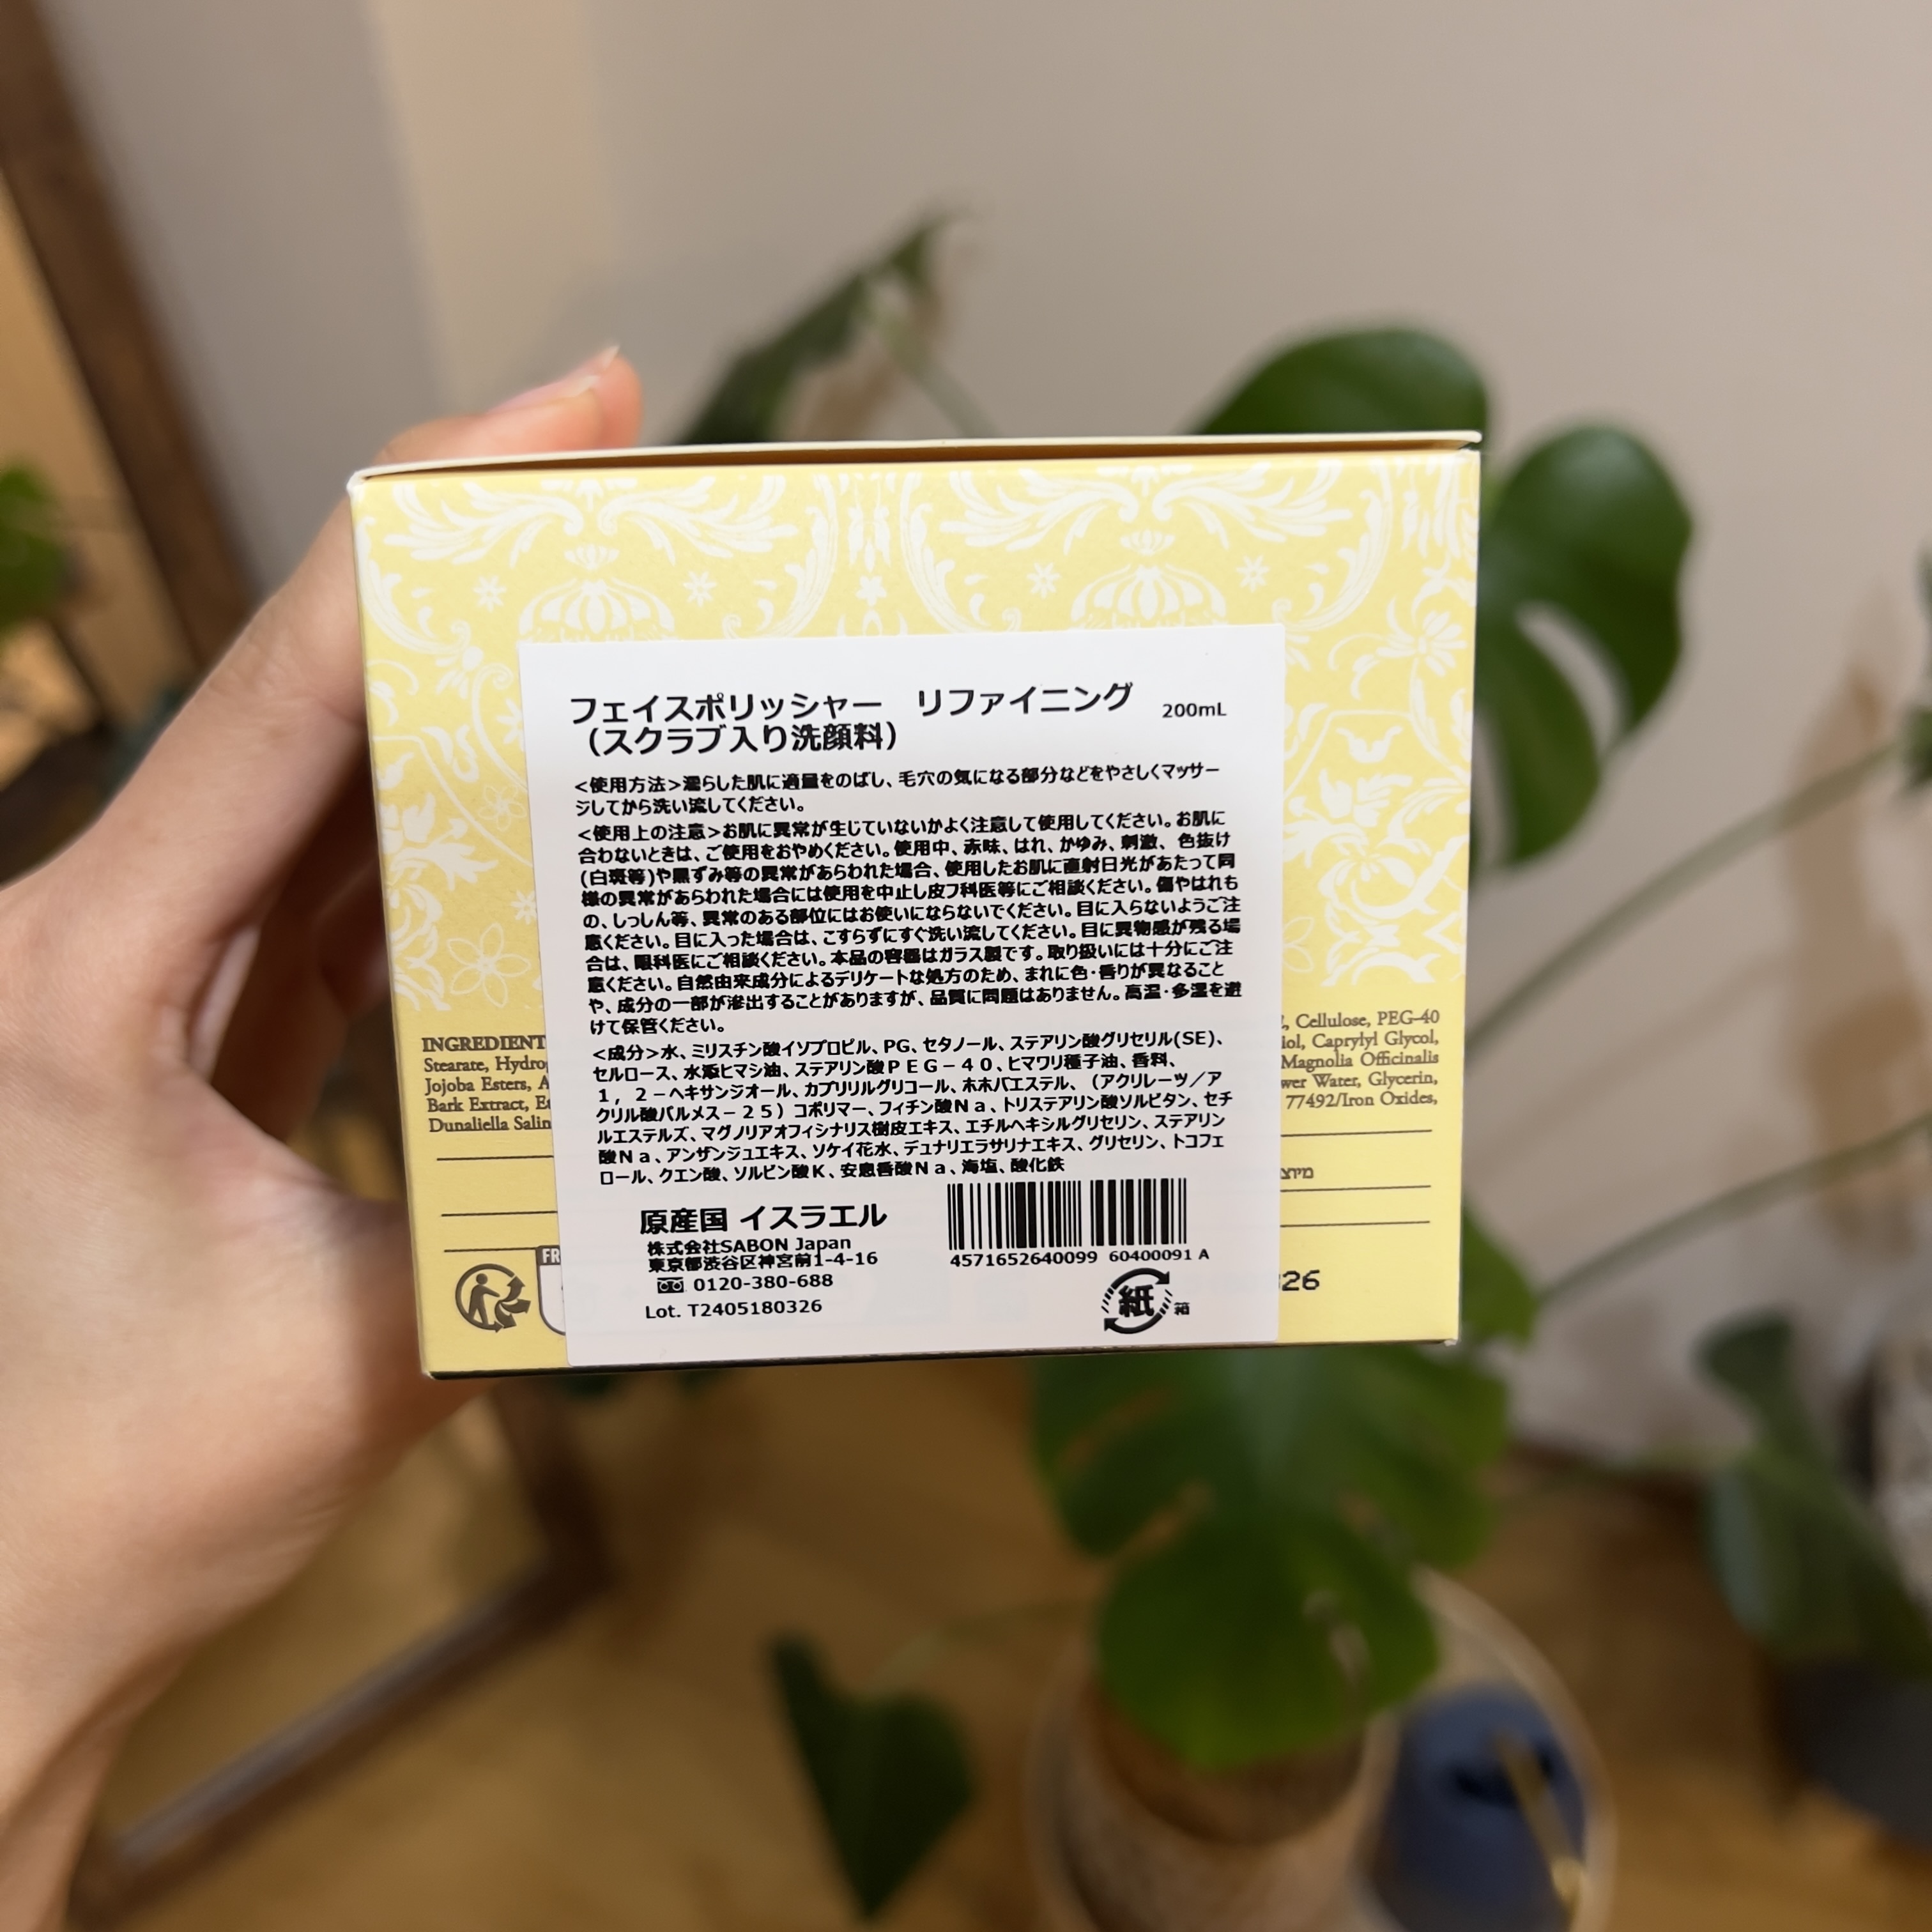 フェイスポリッシャー　リファイニング 200mL
（スクラブ入り洗顔料）
<使用方法>濡らした肌に適量をのばし、毛穴の気になる部分などをやさしくマッサー
ジしてから洗い流してください。
<使用上の注意>お肌に異常が生じていないかよく注意して使用してください。お肌に
合わないときは、ご使用をおやめください。使用中、赤味、はれ、かゆみ、刺激、色抜け
(白斑等)や黒ずみ等の異常があらわれた場合、使用したお肌に直射日光があたって同
様の異常があらわれた場合には使用を中止し皮フ科医等にご相談ください。傷やはれも
の、しっしん等、異常のある部位にはお使いにならないでください。目に入らないようご注
意ください。目に入った場合は、こすらずにすぐ洗い流してください。目に異物感が残る場
合は、眼科医にご相談ください。本品の容器はガラス製です。取り扱いには十分にご注
意ください。自然由来成分によるデリケートな処方のため、まれに色・香りが異なること
や、成分の一部が滲出することがありますが、品質に問題はありません。高温・多湿を避
けて保管ください。
<成分>水、ミリスチン酸イソプロピル、PG、セタノール、ステアリン酸グリセリル(SE)、
セルロース、水添ヒマシ油、ステアリン酸ＰＥＧ－４０、ヒマワリ種子油、香料、
１，２－ヘキサンジオール、カプリリルグリコール、ホホバエステル、（アクリレーツ／ア
クリル酸パルメス－２５）コポリマー、フィチン酸Ｎａ、トリステアリン酸ソルビタン、セチ
ルエステルズ、マグノリアオフィシナリス樹皮エキス、エチルヘキシルグリセリン、ステアリン
酸Ｎａ、アンザンジュエキス、ソケイ花水、デュナリエラサリナエキス、グリセリン、トコフェ
ロール、クエン酸、ソルビン酸Ｋ、安息香酸Ｎａ、海塩、酸化鉄
原産国 イスラエル
株式会社SABON Japan
東京都渋谷区神宮前1-4-16
0120-380-688
Lot. T2405180326
4571652640099 60400091 A
紙 箱
INGREDIENT
Stearate, Hydro
Jojoba Esters, A
Bark Extract, Et
Dunaliella Salin
, Cellulose, PEG-40
iol, Caprylyl Glycol,
Magnolia Officinalis
wer Water, Glycerin,
77492/Iron Oxides,
FR
26